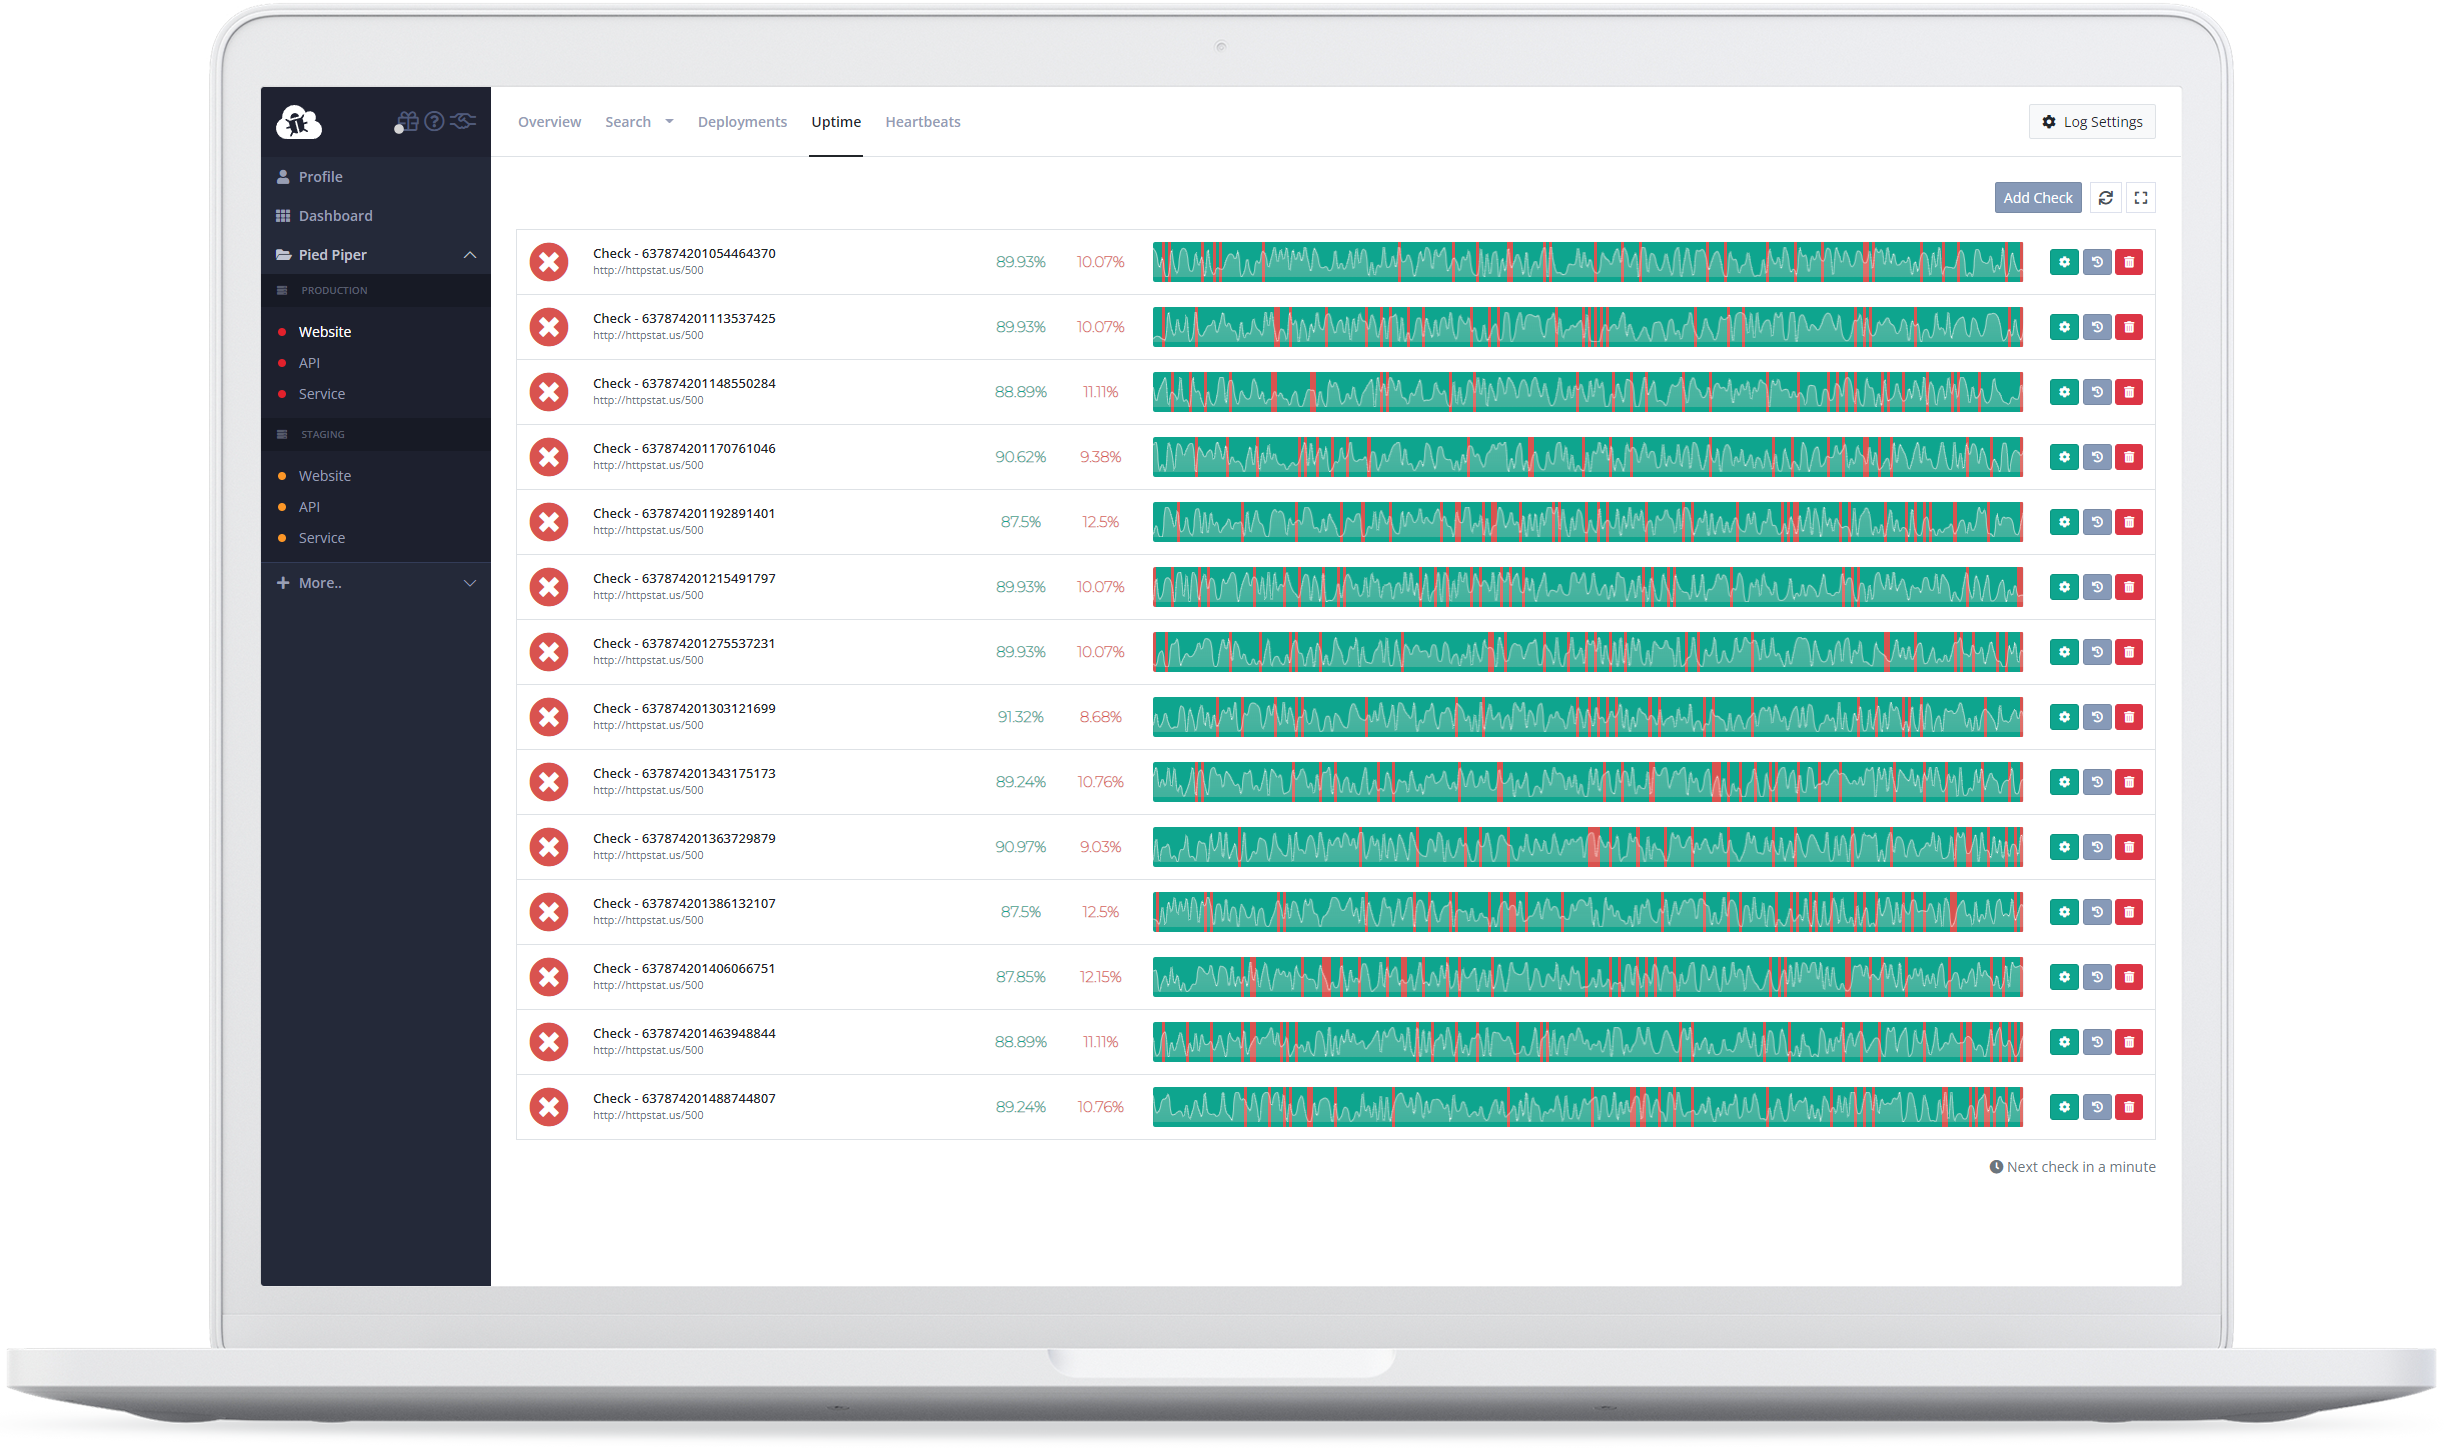 Overview Search Deployments Uptime Heartbeats
Log Settings
Profile
Dashboard
Pied Piper
PRODUCTION
Website
API
Service
STAGING
Website
API
Service
More..
Add Check
Check - 637874201054464370
http://httpstat.us/500
89.93% 10.07%
Check - 637874201113537425
http://httpstat.us/500
89.93% 10.07%
Check - 637874201148550284
http://httpstat.us/500
88.89% 11.11%
Check - 637874201170761046
http://httpstat.us/500
90.62% 9.38%
Check - 637874201192891401
http://httpstat.us/500
87.5% 12.5%
Check - 637874201215491797
http://httpstat.us/500
89.93% 10.07%
Check - 637874201275537231
http://httpstat.us/500
89.93% 10.07%
Check - 637874201303121699
http://httpstat.us/500
91.32% 8.68%
Check - 637874201343175173
http://httpstat.us/500
89.24% 10.76%
Check - 637874201363729879
http://httpstat.us/500
90.97% 9.03%
Check - 637874201386132107
http://httpstat.us/500
87.5% 12.5%
Check - 637874201406066751
http://httpstat.us/500
87.85% 12.15%
Check - 637874201463948844
http://httpstat.us/500
88.89% 11.11%
Check - 637874201488744807
http://httpstat.us/500
89.24% 10.76%
Next check in a minute